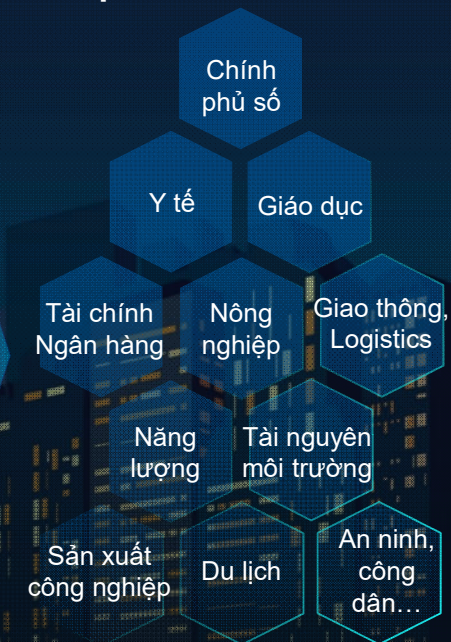 Chính
phủ số
Y tế
Giáo dục
Tài chính
Ngân hàng
Nông
nghiệp
Giao thông,
Logistics
Năng
lượng
Tài nguyên
môi trường
Sản xuất
công nghiệp
Du lịch
An ninh,
công
dân…